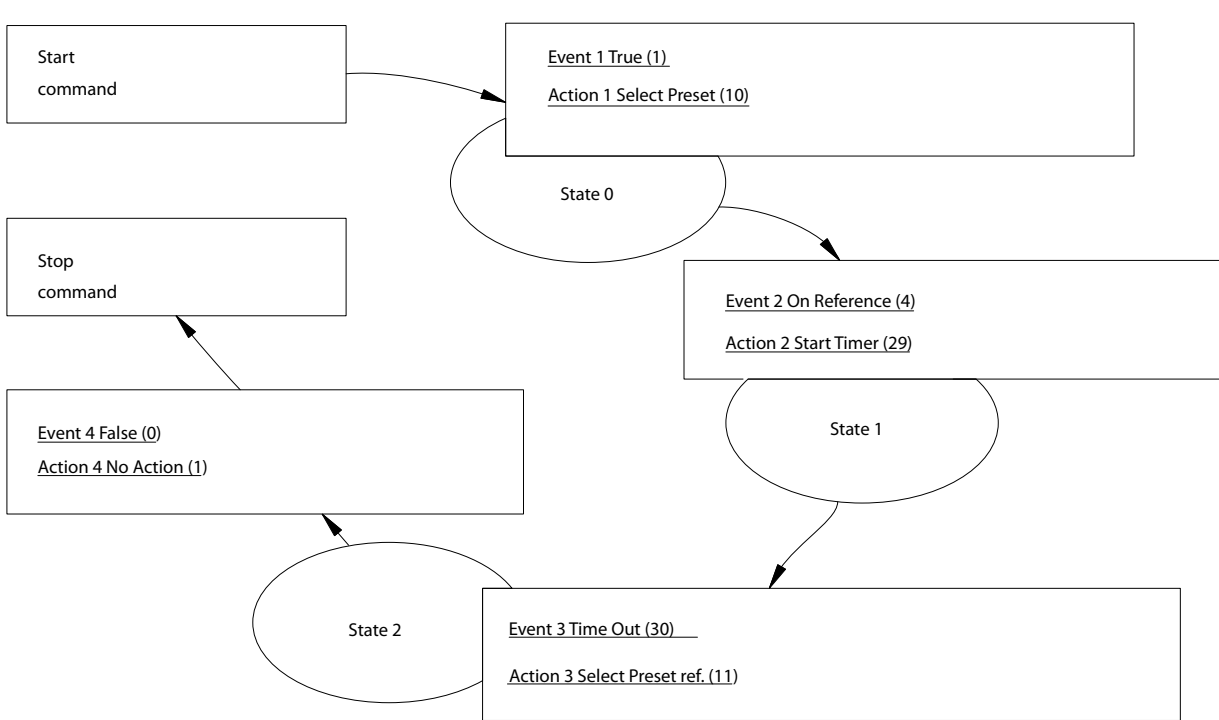 Start
command
Event 1 True (1)
Action 1 Select Preset (10)
State 0
Stop
command
Event 2 On Reference (4)
Action 2 Start Timer (29)
State 1
Event 4 False (0)
Action 4 No Action (1)
State 2
Event 3 Time Out (30)
Action 3 Select Preset ref. (11)